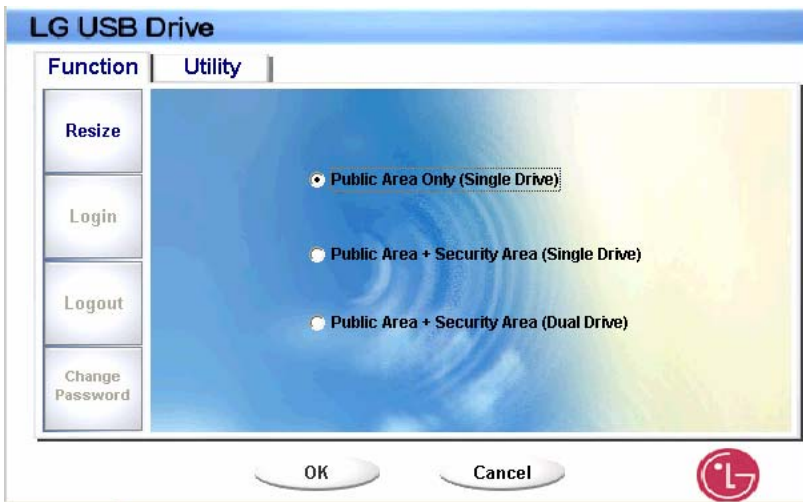 LG USB Drive
Function
Utility
Resize
Login
Logout
Change
Password
Public Area Only (Single Drive)
Public Area + Security Area (Single Drive)
Public Area + Security Area (Dual Drive)
OK
Cancel